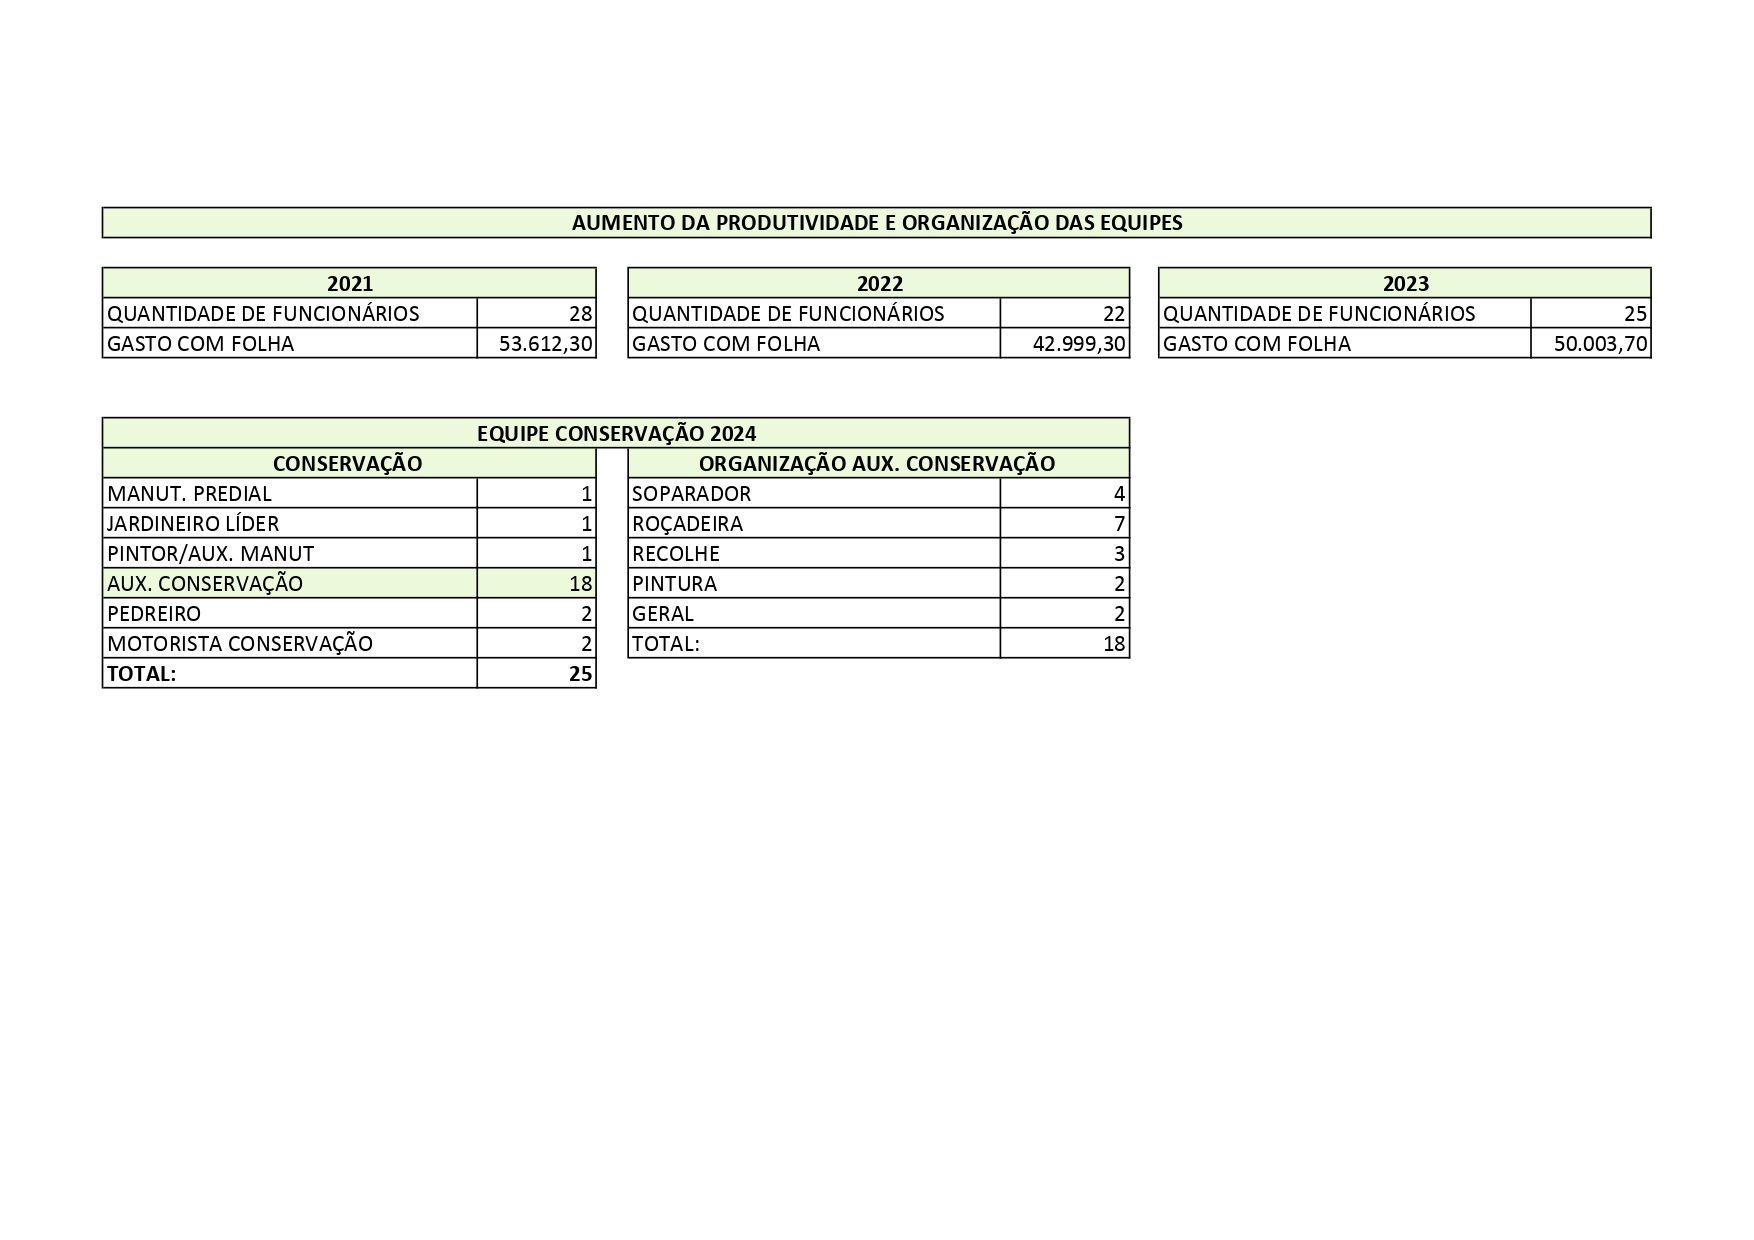 AUMENTO DA PRODUTIVIDADE E ORGANIZAÇÃO DAS EQUIPES
2021 2022 2023
QUANTIDADE DE FUNCIONÁRIOS 28 QUANTIDADE DE FUNCIONÁRIOS 22 QUANTIDADE DE FUNCIONÁRIOS 25
GASTO COM FOLHA 53.612,30 GASTO COM FOLHA 42.999,30 GASTO COM FOLHA 50.003,70
EQUIPE CONSERVAÇÃO 2024
CONSERVAÇÃO ORGANIZAÇÃO AUX. CONSERVAÇÃO
MANUT. PREDIAL 1 SOPARADOR 4
JARDINEIRO LÍDER 1 ROÇADEIRA 7
PINTOR/AUX. MANUT 1 RECOLHE 3
AUX. CONSERVAÇÃO 18 PINTURA 2
PEDREIRO 2 GERAL 2
MOTORISTA CONSERVAÇÃO 2 TOTAL: 18
TOTAL: 25